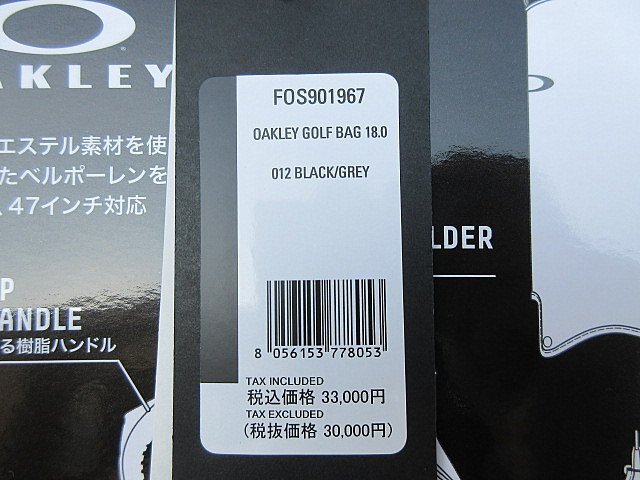 AKLEY
エステル素材を使
たベルポーレンを
、47インチ対応
P
ANDLE
る樹脂ハンドル
FOS901967
OAKLEY GOLF BAG 18.0
012 BLACK/GREY
8 056153 778053
TAX INCLUDED
税込価格 33,000円
TAX EXCLUDED
(税抜価格 30,000円)
LDER